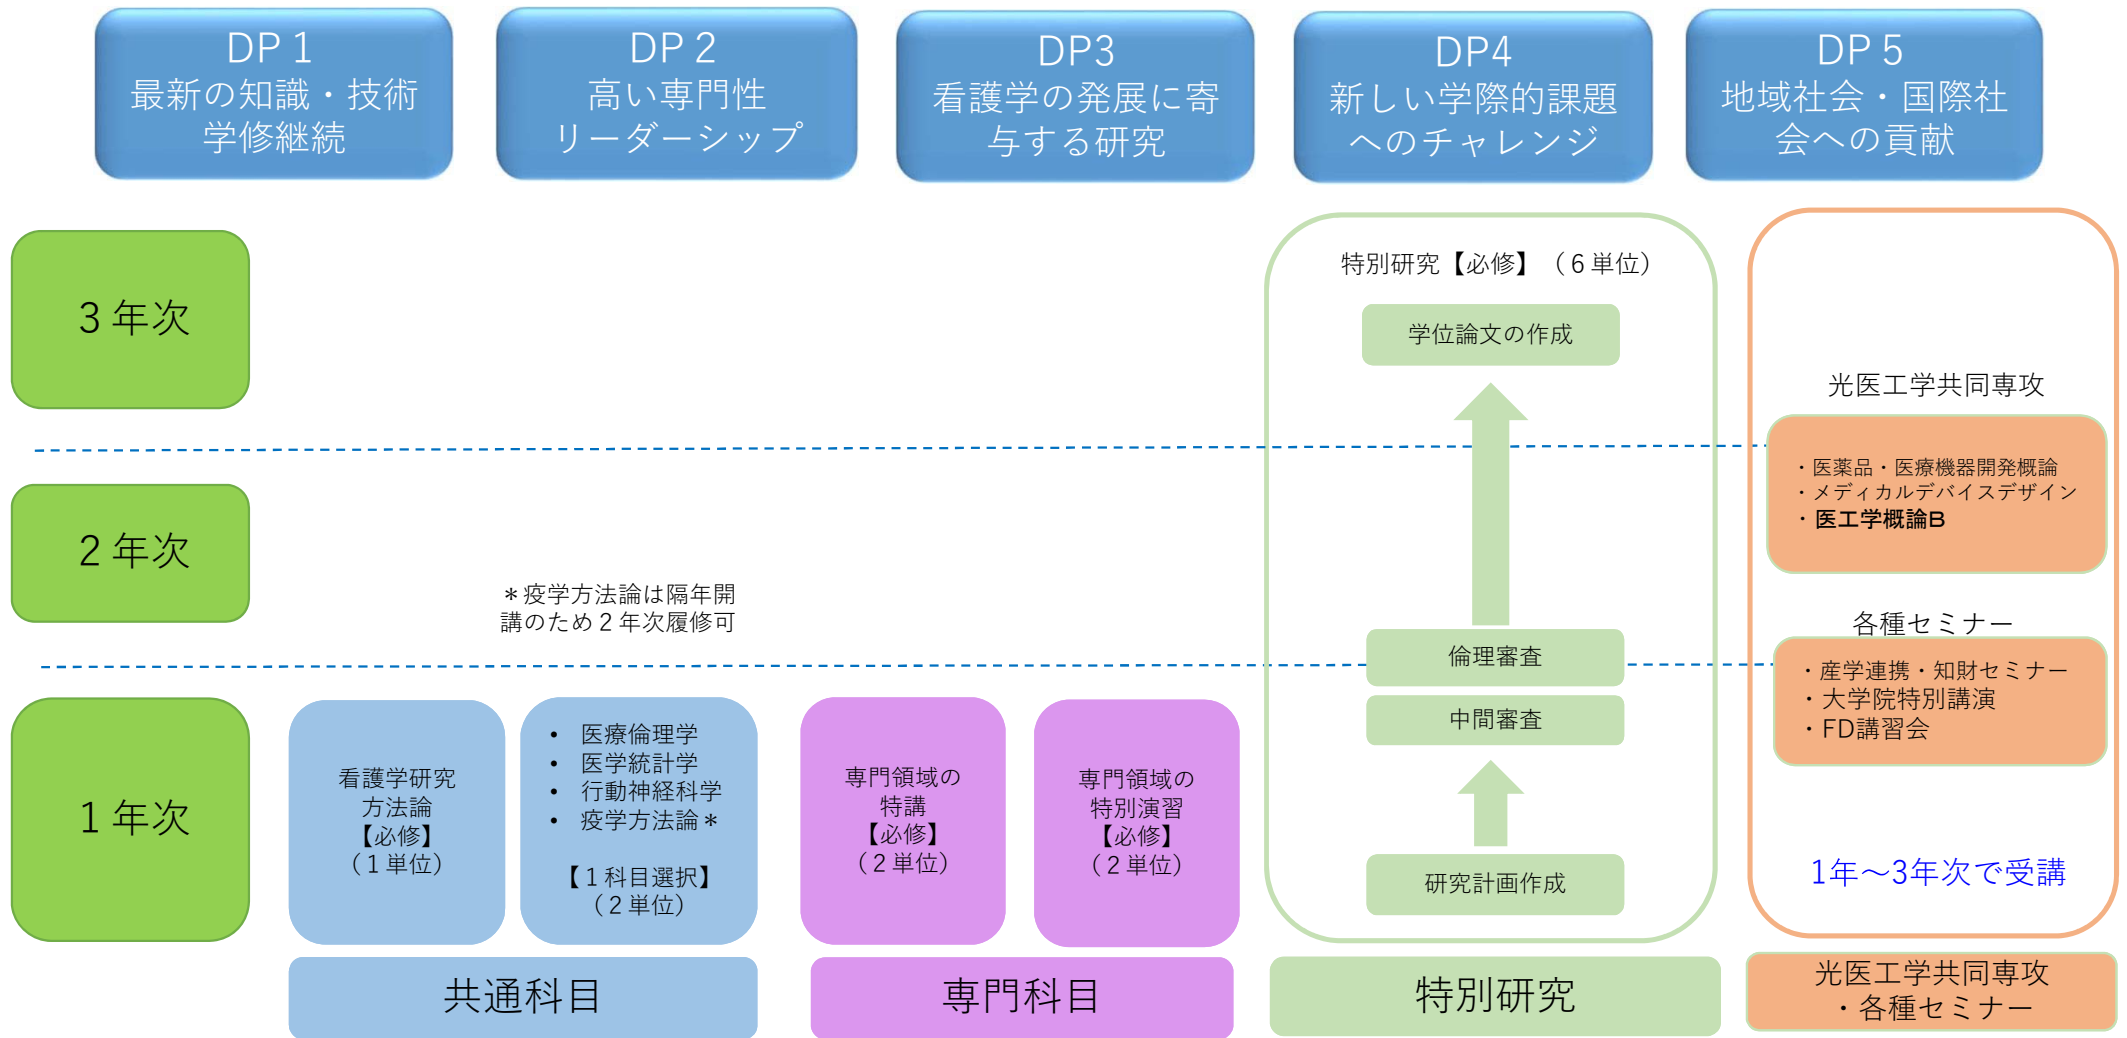 DP１
最新の知識・技術
学修継続
DP２
高い専門性
リーダーシップ
DP3
看護学の発展に寄
与する研究
DP4
新しい学際的課題
へのチャレンジ
DP５
地域社会・国際社
会への貢献
３年次
２年次
１年次
＊疫学方法論は隔年開
講のため２年次履修可
看護学研究
方法論
【必修】
（１単位）
• 医療倫理学
• 医学統計学
• 行動神経科学
• 疫学方法論＊
【１科目選択】
（２単位）
共通科目
専門領域の
特講
【必修】
（２単位）
専門領域の
特別演習
【必修】
（２単位）
専門科目
特別研究【必修】（６単位）
学位論文の作成
倫理審査
中間審査
研究計画作成
特別研究
光医工学共同専攻
・医薬品・医療機器開発概論
・メディカルデバイスデザイン
・医工学概論B
各種セミナー
・産学連携・知財セミナー
・大学院特別講演
・FD講習会
1年～3年次で受講
光医工学共同専攻
・各種セミナー